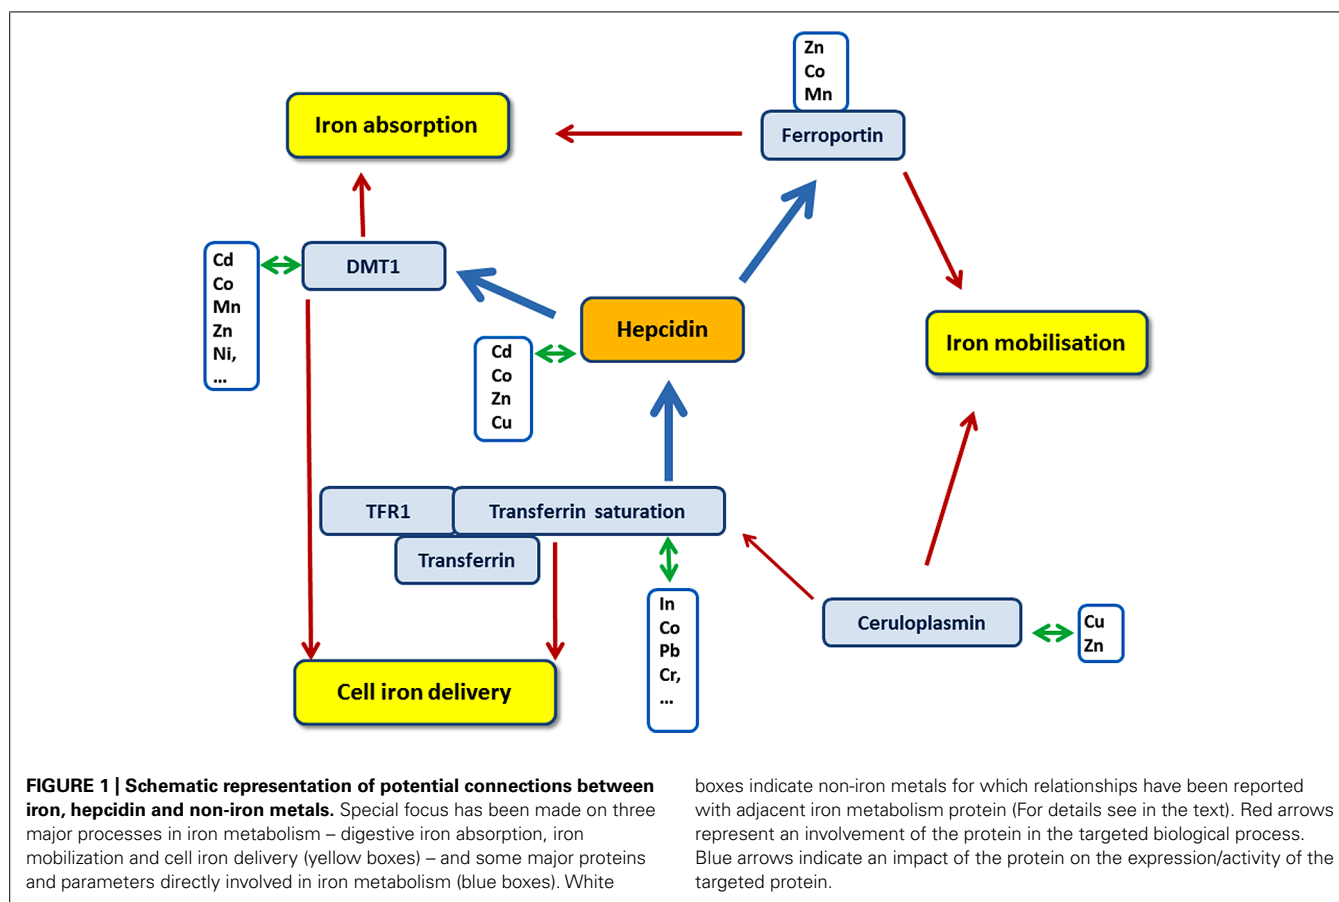 Zn
Co
Mn
Iron absorption
Ferroportin
Cd
Co
Mn
Zn
Ni,
...
DMT1
Hepcidin
Iron mobilisation
Cd
Co
Zn
Cu
TFR1
Transferrin saturation
Transferrin
In
Co
Pb
Cr,
...
Ceruloplasmin
Cu
Zn
Cell iron delivery
FIGURE 1 | Schematic representation of potential connections between
iron, hepcidin and non-iron metals. Special focus has been made on three
major processes in iron metabolism – digestive iron absorption, iron
mobilization and cell iron delivery (yellow boxes) – and some major proteins
and parameters directly involved in iron metabolism (blue boxes). White
boxes indicate non-iron metals for which relationships have been reported
with adjacent iron metabolism protein (For details see in the text). Red arrows
represent an involvement of the protein in the targeted biological process.
Blue arrows indicate an impact of the protein on the expression/activity of the
targeted protein.